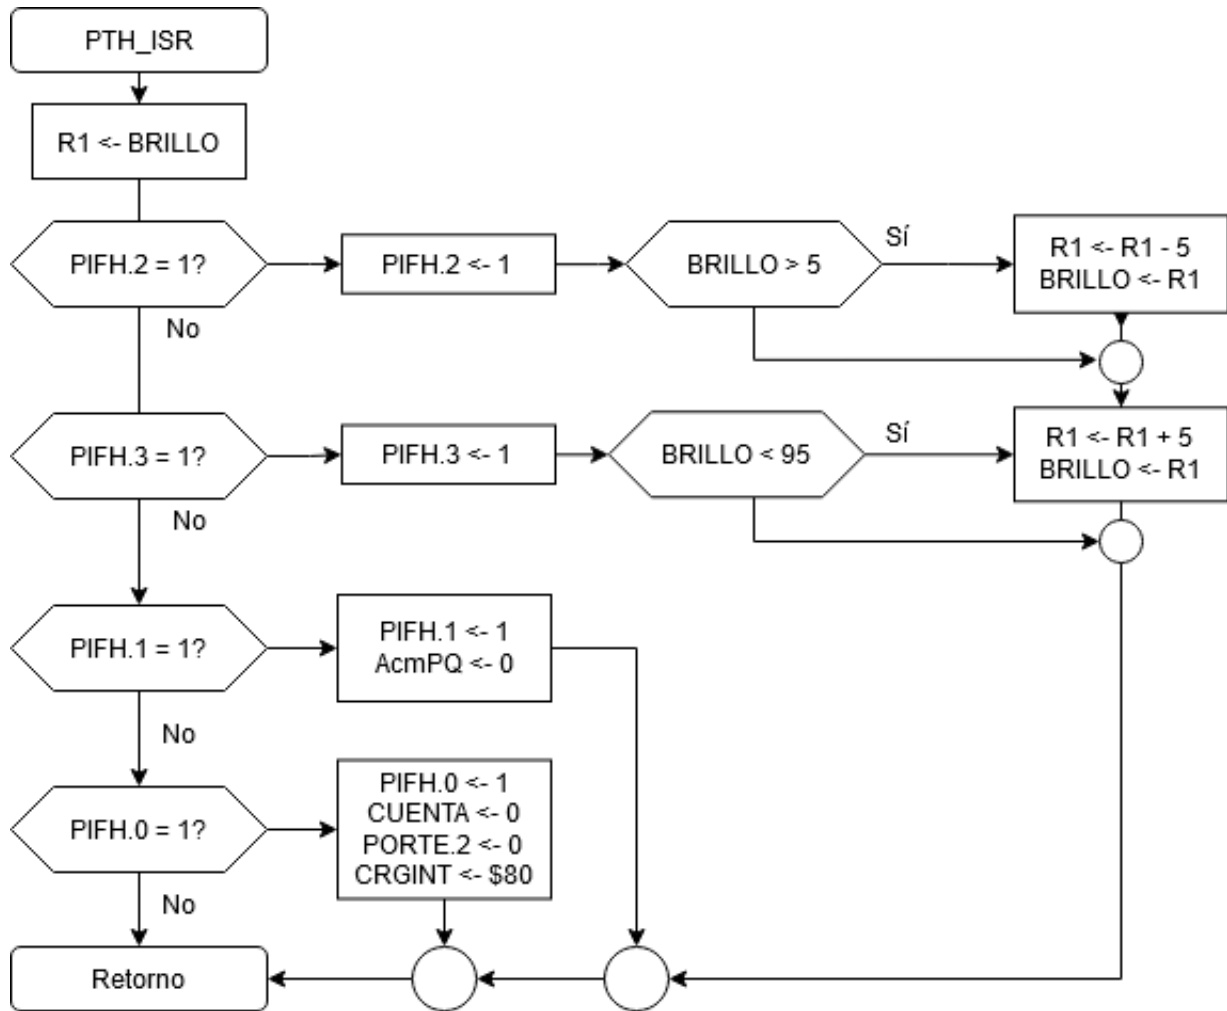 PTH_ISR
R1 <- BRILLO
PIFH.2 = 1?
PIFH.2 <- 1
BRILLO > 5
Sí
R1 <- R1 - 5
BRILLO <- R1
No
PIFH.3 = 1?
PIFH.3 <- 1
BRILLO < 95
Sí
R1 <- R1 + 5
BRILLO <- R1
No
PIFH.1 = 1?
PIFH.1 <- 1
AcmPQ <- 0
No
PIFH.0 = 1?
PIFH.0 <- 1
CUENTA <- 0
PORTE.2 <- 0
CRGINT <- $80
No
Retorno